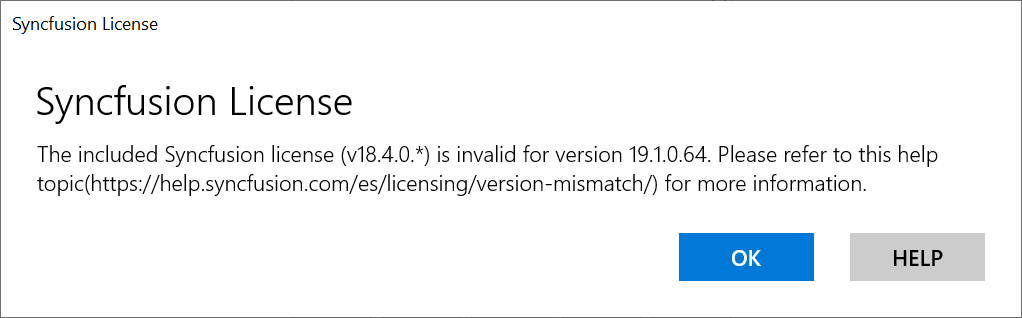 Syncfusion License
Syncfusion License
The included Syncfusion license (v18.4.0.*) is invalid for version 19.1.0.64. Please refer to this help
topic(https://help.syncfusion.com/es/licensing/version-mismatch/) for more information.
OK HELP